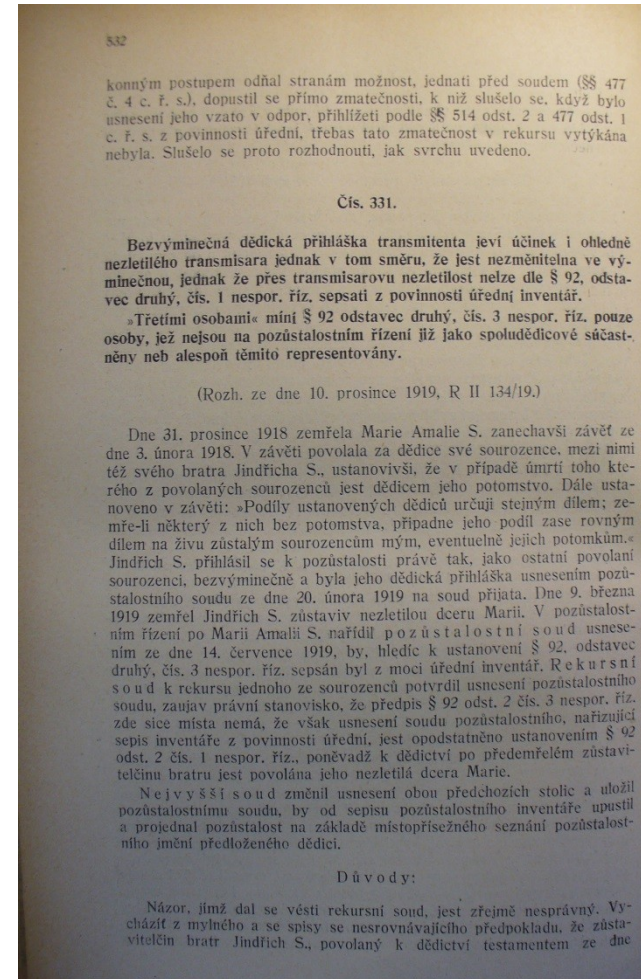 532
konným postupem odňal stranám možnost, jednati před soudem (§§ 477
č. 4 c. ř. s.), dopustil se přímo zmatečnosti, k niž slušelo se, když bylo
usnesení jeho vzato v odpor, přihlížeti podle §§ 514 odst. 2 a 477 odst. 1
c. ř. s. z povinnosti úřední, třebas tato zmatečnost v rekursu vytýkána
nebyla. Slušelo se proto rozhodnouti, jak svrchu uvedeno.
Čís. 331.
Bezvýminečná dědická přihláška transmitenta jeví účinek i ohledně
nezletilého transmisara jednak v tom směru, že jest nezměnitelna ve vý-
minečnou, jednak že přes transmisarovu nezletilost nelze dle § 92, odsta-
vec druhý, čís. 1 nespor. říz. sepsati z povinnosti úřední inventář.
»Třetími osobami« míní § 92 odstavec druhý, čís. 3 nespor. říz. pouze
osoby, jež nejsou na pozůstalostním řízení již jako spoludědicové súčast-
něny neb alespoň těmito representovány.
(Rozh. ze dne 10. prosince 1919, R II 134/19.)
Dne 31. prosince 1918 zemřela Marie Amalie S. zanechavši závěť ze
dne 3. února 1918. V závěti povolala za dědice své sourozence, mezi nimi
též svého bratra Jindřicha S., ustanovivši, že v případě úmrtí toho kte-
rého z povolaných sourozenců jest dědicem jeho potomstvo. Dále usta-
noveno v závěti: »Podíly ustanovených dědiců určuji stejným dílem; ze-
mře-li některý z nich bez potomstva, připadne jeho podíl zase rovným
dílem na živu zůstalým sourozencům mým, eventuelně jejich potomkům.«
Jindřich S. přihlásil se k pozůstalosti právě tak, jako ostatní povolaní
sourozenci, bezvýminečně a byla jeho dědická přihláška usnesením pozů-
stalostního soudu ze dne 20. února 1919 na soud přijata. Dne 9. března
1919 zemřel Jindřich S. zůstaviv nezletilou dceru Marii. V pozůstalost-
ním řízení po Marii Amalii S. nařídil pozůstalostní soud usnese-
ním ze dne 14. července 1919, by, hledíc k ustanovení § 92. odstavec
druhý, čís. 3 nespor. říz. sepsán byl z moci úřední inventář. Rekursní
soud k rekursu jednoho ze sourozenců potvrdil usnesení pozůstalostního
soudu, zaujav právní stanovisko, že předpis § 92 odst. 2 čís. 3 nespor. říz.
zde sice místa nemá, že však usnesení soudu pozůstalostního, nařizující
sepis inventáře z povinnosti úřední, jest opodstatněno ustanovením § 92
odst. 2 čís. 1 nespor. říz., poněvadž k dědictví po předemřelém zůstavi-
telčinu bratru jest povolána jeho nezletilá dcera Marie.
Nejvyšší soud změnil usnesení obou předchozích stolic a uložil
pozůstalostnímu soudu, by od sepisu pozůstalostního inventáře upustil
a projednal pozůstalost na základě místopřísežného seznání pozůstalost-
ního jmění předloženého dědici.
Důvody:
Názor, jímž dal se vésti rekursní soud, jest zřejmě nesprávný. Vy-
cházíť z mylného a se spisy se nesrovnávajícího předpokladu, že zůsta-
vitelčin bratr Jindřich S., povolaný k dědictví testamentem ze dne